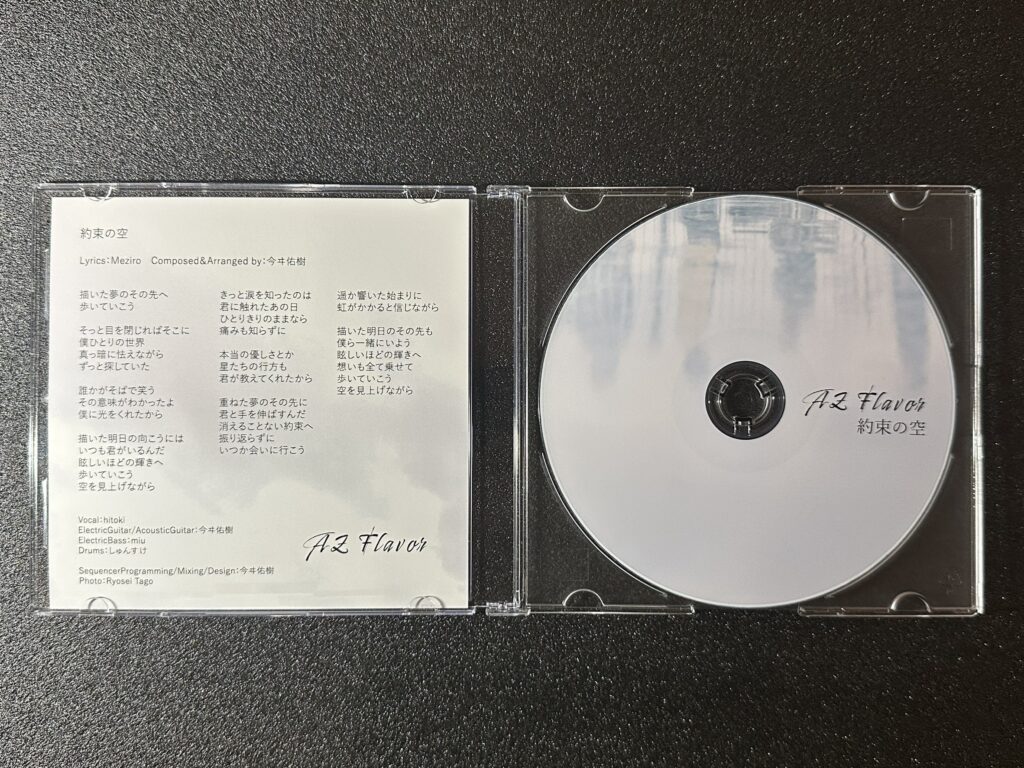 約束の空
Lyrics:Meziro Composed&Arranged by:今ヰ佑樹
描いた夢のその先へ
歩いていこう
そっと目を閉じればそこに
僕ひとりの世界
真っ暗に怯えながら
ずっと探していた
誰かがそばで笑う
その意味がわかったよ
僕に光をくれたから
描いた明日の向こうには
いつも君がいるんだ
眩しいほどの輝きへ
歩いていこう
空を見上げながら
きっと涙を知ったのは
君に触れたあの日
ひとりきりのままなら
痛みも知らずに
本当の優しさとか
星たちの行方も
君が教えてくれたから
重ねた夢のその先に
君と手を伸ばすんだ
消えることない約束へ
振り返らずに
いつか会いに行こう
遥か響いた始まりに
虹がかかると信じながら
描いた明日のその先も
僕ら一緒にいよう
眩しいほどの輝きへ
想いも全て乗せて
歩いていこう
空を見上げながら
Vocal:hitoki
ElectricGuitar/AcousticGuitar:今ヰ佑樹
ElectricBass:miu
Drums:しゅんすけ
SequencerProgramming/Mixing/Design:今ヰ佑樹
Photo:Ryosei Tago
AZ Flavor
AZ Flavor
約束の空